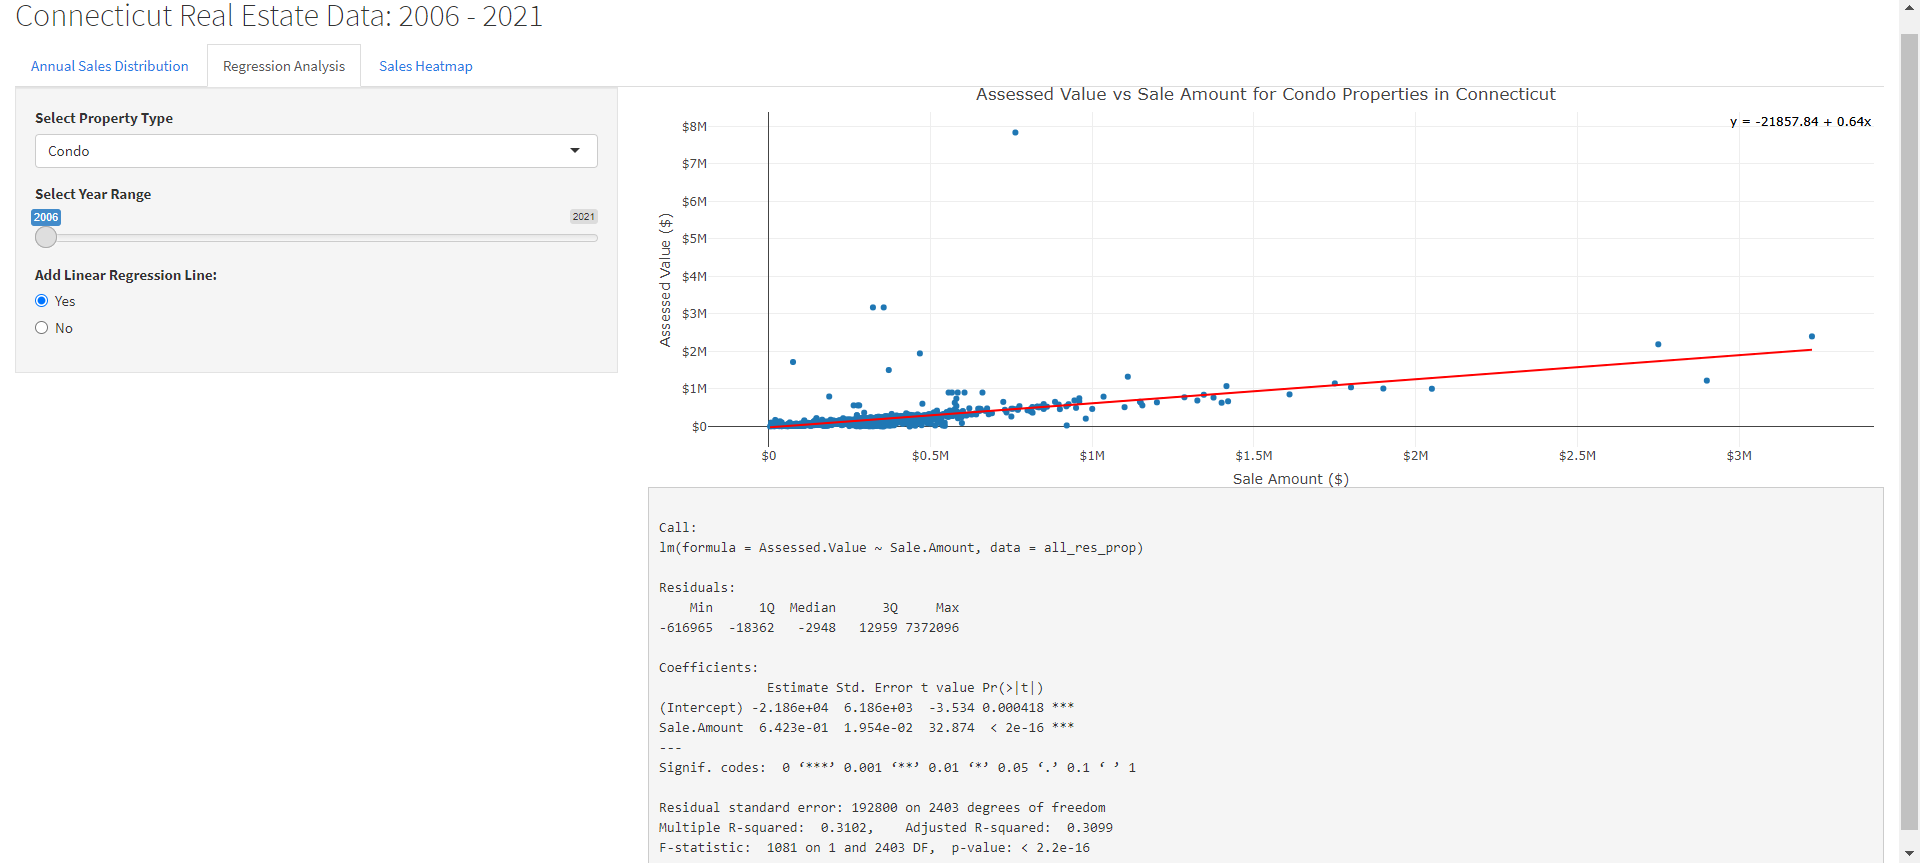 Connecticut Real Estate Data: 2006 - 2021
Annual Sales Distribution
Regression Analysis
Sales Heatmap
Select Property Type
Condo
Select Year Range
2006
2021
Add Linear Regression Line:
Yes
No
Assessed Value vs Sale Amount for Condo Properties in Connecticut
y = -21857.84 + 0.64x
$8M
$7M
$6M
$5M
$4M
$3M
$2M
$1M
$0
Assessed Value ($)
$0
$0.5M
$1M
$1.5M
$2M
$2.5M
$3M
Sale Amount ($)
Call:
lm(formula = Assessed.Value ~ Sale.Amount, data = all_res_prop)
Residuals:
Min 1Q Median 3Q Max
-616965 -18362 -2948 12959 7372096
Coefficients:
Estimate Std. Error t value Pr(>|t|)
(Intercept) -2.186e+04 6.186e+03 -3.534 0.000418 ***
Sale.Amount 6.423e-01 1.954e-02 32.874 < 2e-16 ***
---
Signif. codes: 0 ‘***’ 0.001 ‘**’ 0.01 ‘*’ 0.05 ‘.’ 0.1 ‘ ’ 1
Residual standard error: 192800 on 2403 degrees of freedom
Multiple R-squared: 0.3102, Adjusted R-squared: 0.3099
F-statistic: 1081 on 1 and 2403 DF, p-value: < 2.2e-16